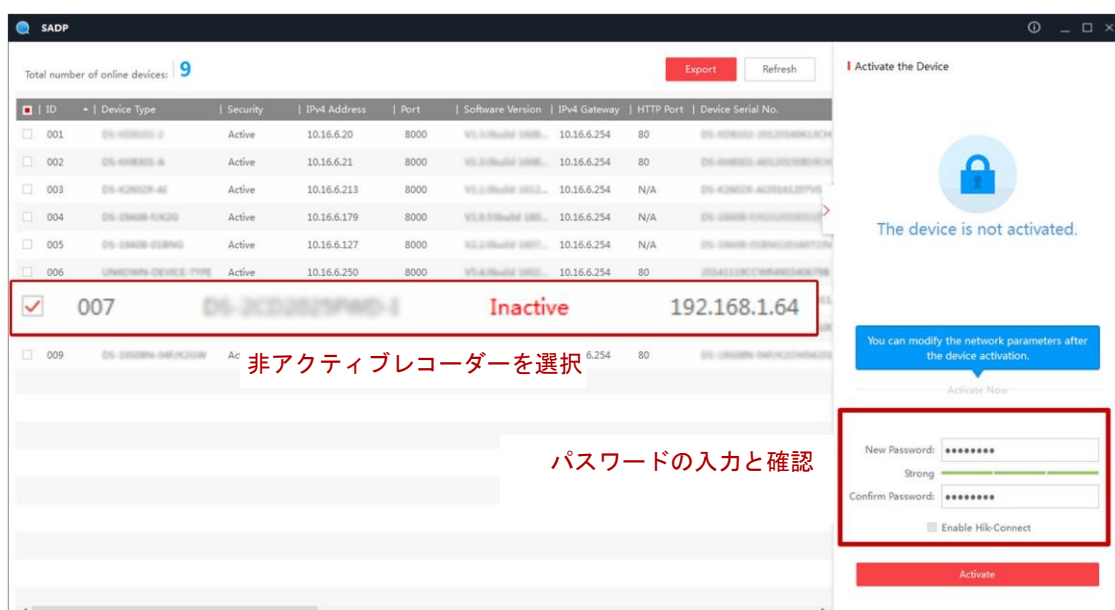 SADP
Total number of online devices: 9
Export
Refresh
Activate the Device
ID Device Type Security IPv4 Address Port Software Version IPv4 Gateway HTTP Port Device Serial No.
001 Active 10.16.6.20 8000 10.16.6.254 80
002 Active 10.16.6.21 8000 10.16.6.254 80
003 Active 10.16.6.213 8000 10.16.6.254 N/A
004 Active 10.16.6.179 8000 10.16.6.254 N/A
005 Active 10.16.6.127 8000 10.16.6.254 N/A
006 Active 10.16.6.250 8000 10.16.6.254 80
007 Inactive 192.168.1.64
009 Ac 6.254 80
非アクティブレコーダーを選択
パスワードの入力と確認
The device is not activated.
You can modify the network parameters after
the device activation.
Activate Now
New Password: ●●●●●●●●
Strong
Confirm Password: ●●●●●●●●
Enable Hik-Connect
Activate